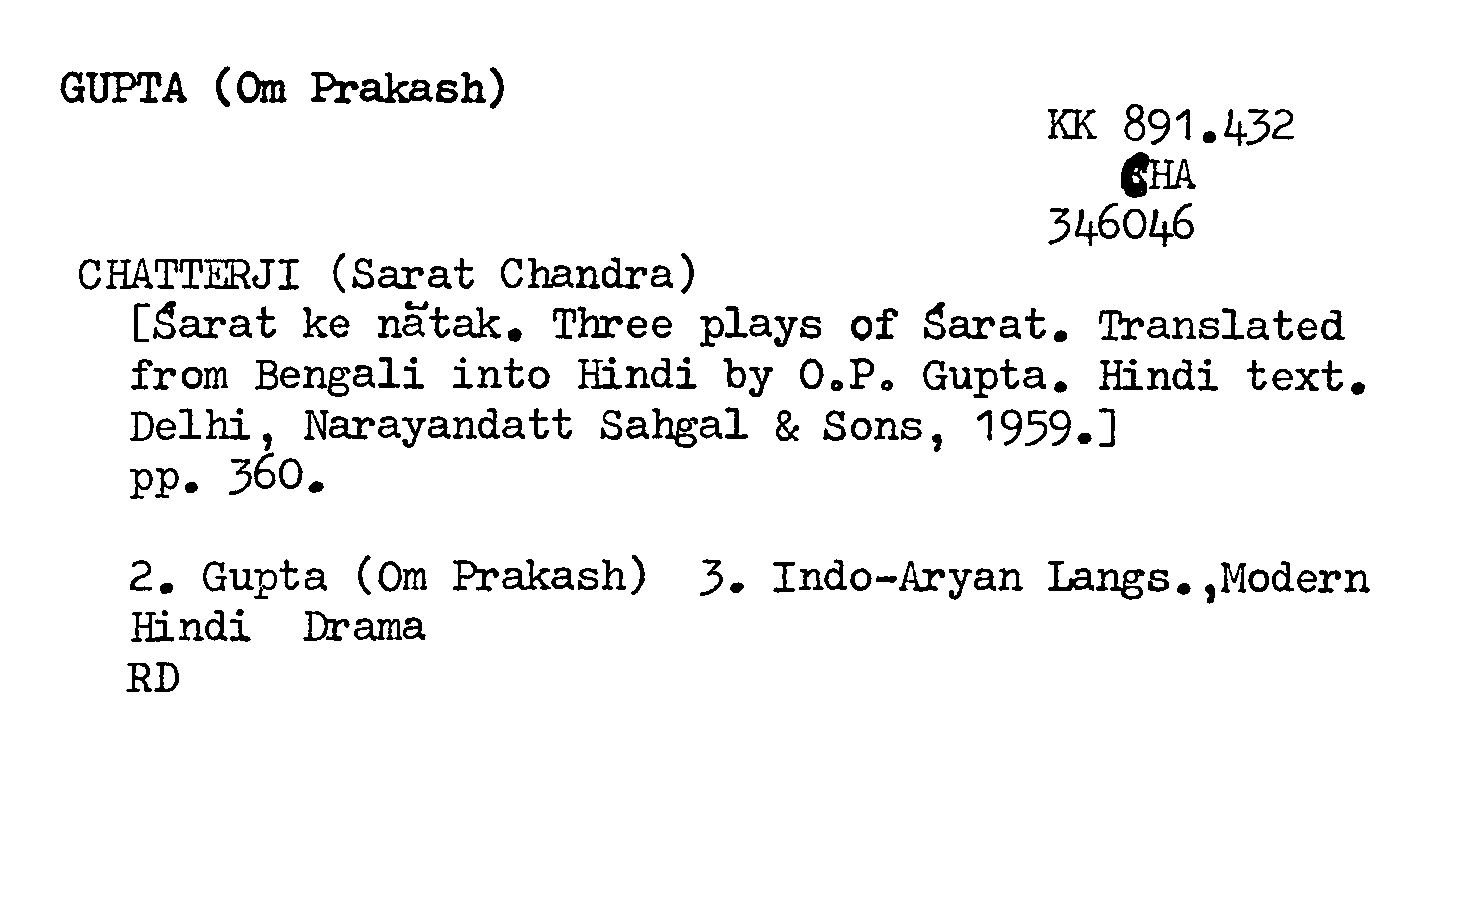 GUPTA (Om Prakash)
KK 891.432
CHA
346046
CHATTERJI (Sarat Chandra)
[Śarat ke nātak. Three plays of Śarat. Translated
from Bengali into Hindi by O.P. Gupta. Hindi text.
Delhi, Narayandatt Sahgal & Sons, 1959.]
pp. 360.
2. Gupta (Om Prakash) 3. Indo-Aryan Langs.,Modern
Hindi Drama
RD